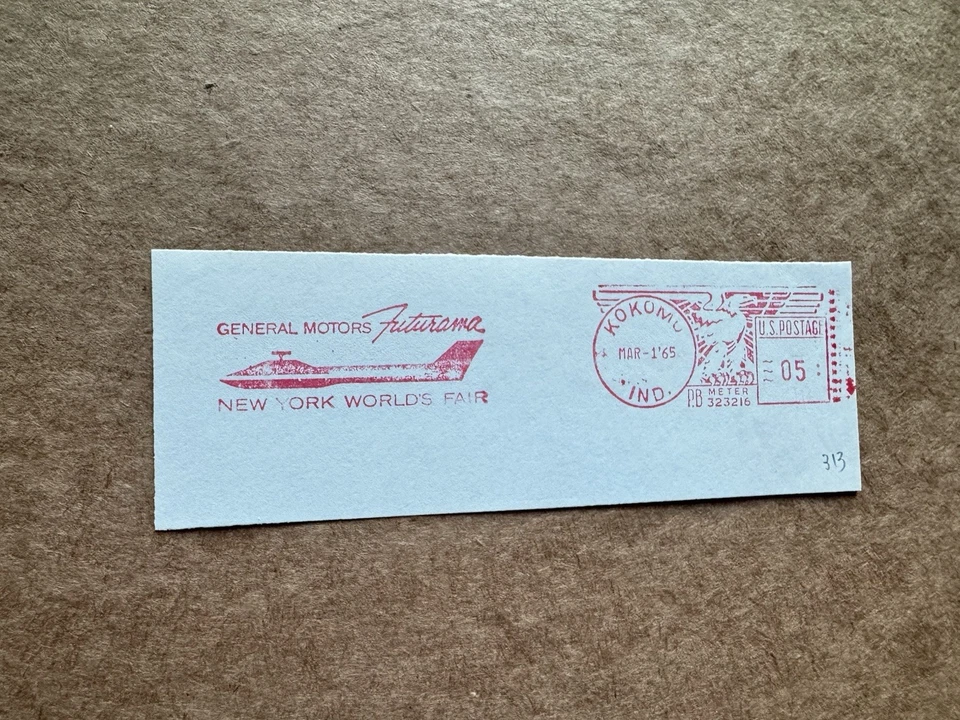 GENERAL MOTORS Futurama
NEW YORK WORLD'S FAIR
KOKOMO
MAR-1'65
IND.
P.B METER
323216
U.S. POSTAGE
05
313